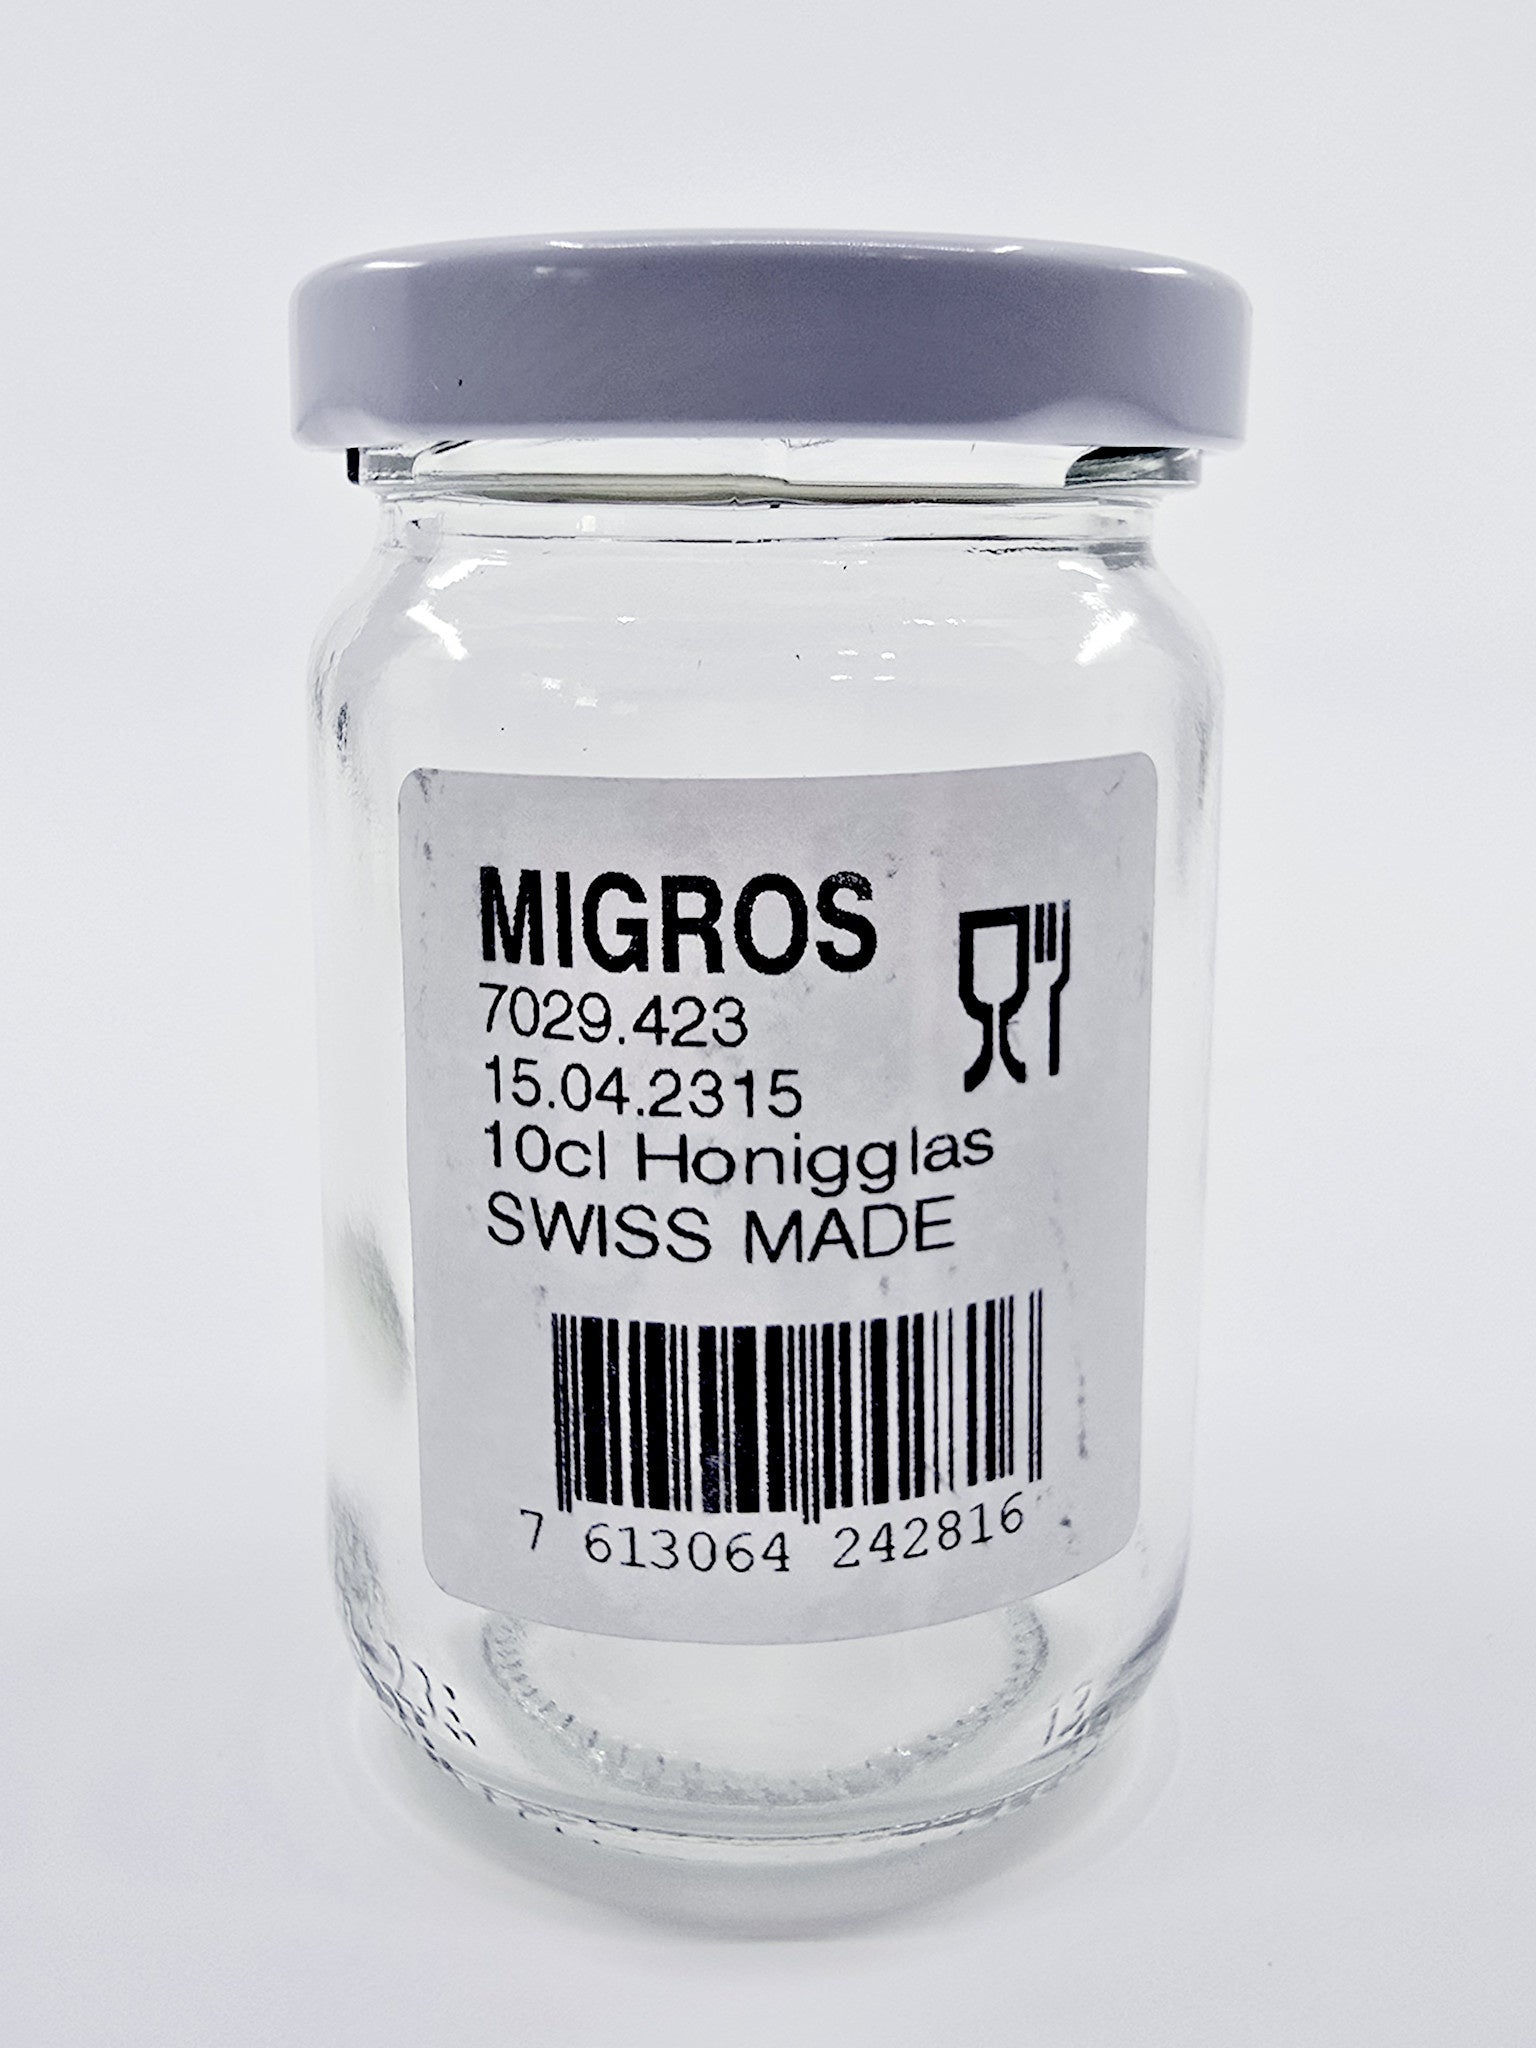 MIGROS
7029.423
15.04.2315
10cl Honigglas
SWISS MADE
7 613064 242816